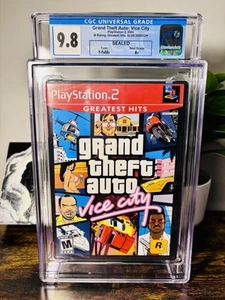 CGC UNIVERSAL GRADE
9.8
Grand Theft Auto: Vice City
SEALED
A+
PlayStation 2
GREATEST HITS
grand
theft
auto
Vice City
M
R